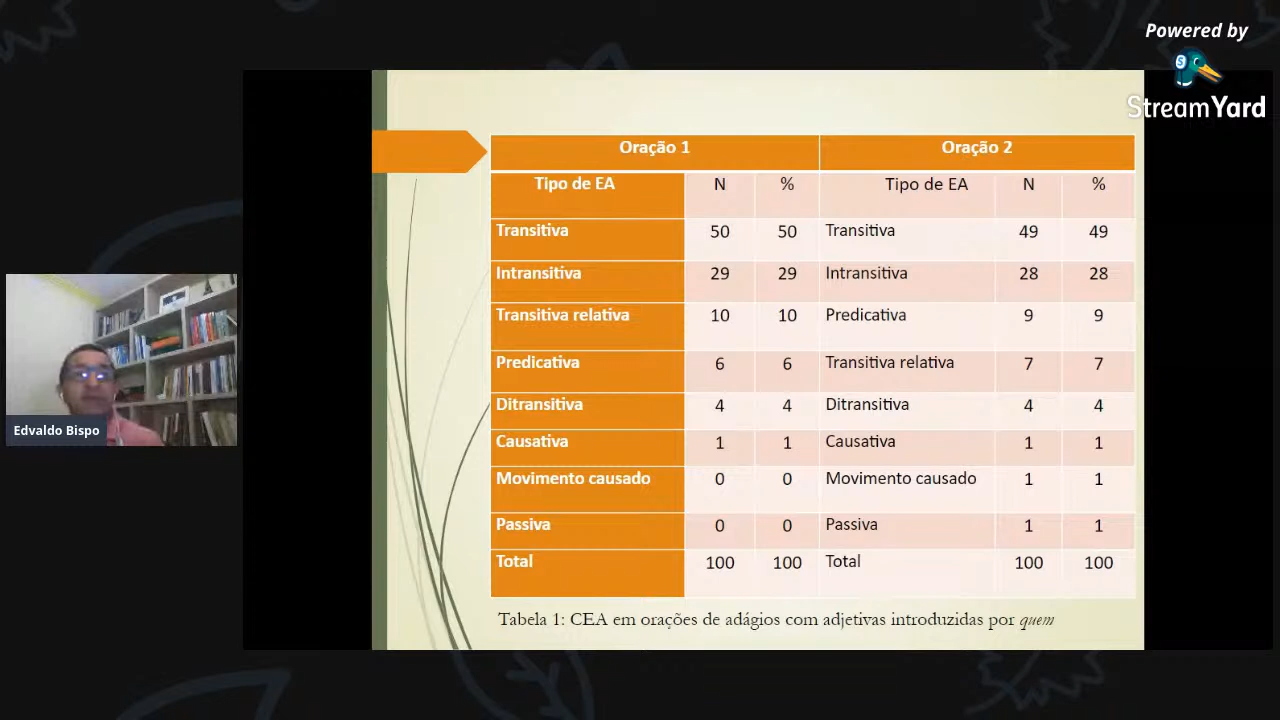 Powered by
StreamYard
Oração 1 Oração 2
Tipo de EA N % Tipo de EA N %
Transitiva 50 50 Transitiva 49 49
Intransitiva 29 29 Intransitiva 28 28
Transitiva relativa 10 10 Predicativa 9 9
Predicativa 6 6 Transitiva relativa 7 7
Ditransitiva 4 4 Ditransitiva 4 4
Causativa 1 1 Causativa 1 1
Movimento causado 0 0 Movimento causado 1 1
Passiva 0 0 Passiva 1 1
Total 100 100 Total 100 100
Tabela 1: CEA em orações de adágios com adjetivas introduzidas por quem
Edvaldo Bispo